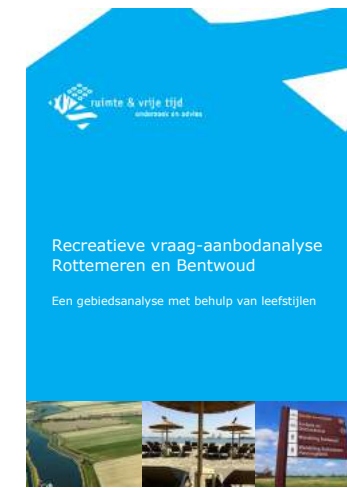 ruimte & vrije tijd
onderzoek en advies
Recreatieve vraag-aanbodanalyse
Rottemeren en Bentwoud
Een gebiedsanalyse met behulp van leefstijlen